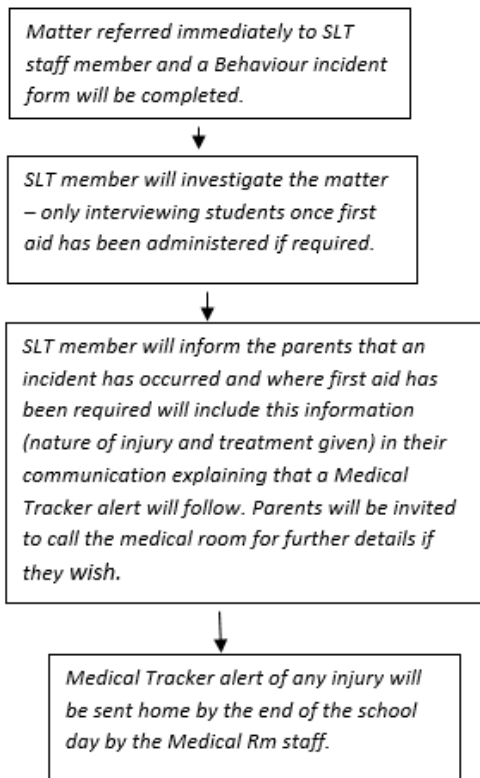 Matter referred immediately to SLT
staff member and a Behaviour incident
form will be completed.
SLT member will investigate the matter
– only interviewing students once first
aid has been administered if required.
SLT member will inform the parents that an
incident has occurred and where first aid has
been required will include this information
(nature of injury and treatment given) in their
communication explaining that a Medical
Tracker alert will follow. Parents will be invited
to call the medical room for further details if
they wish.
Medical Tracker alert of any injury will
be sent home by the end of the school
day by the Medical Rm staff.